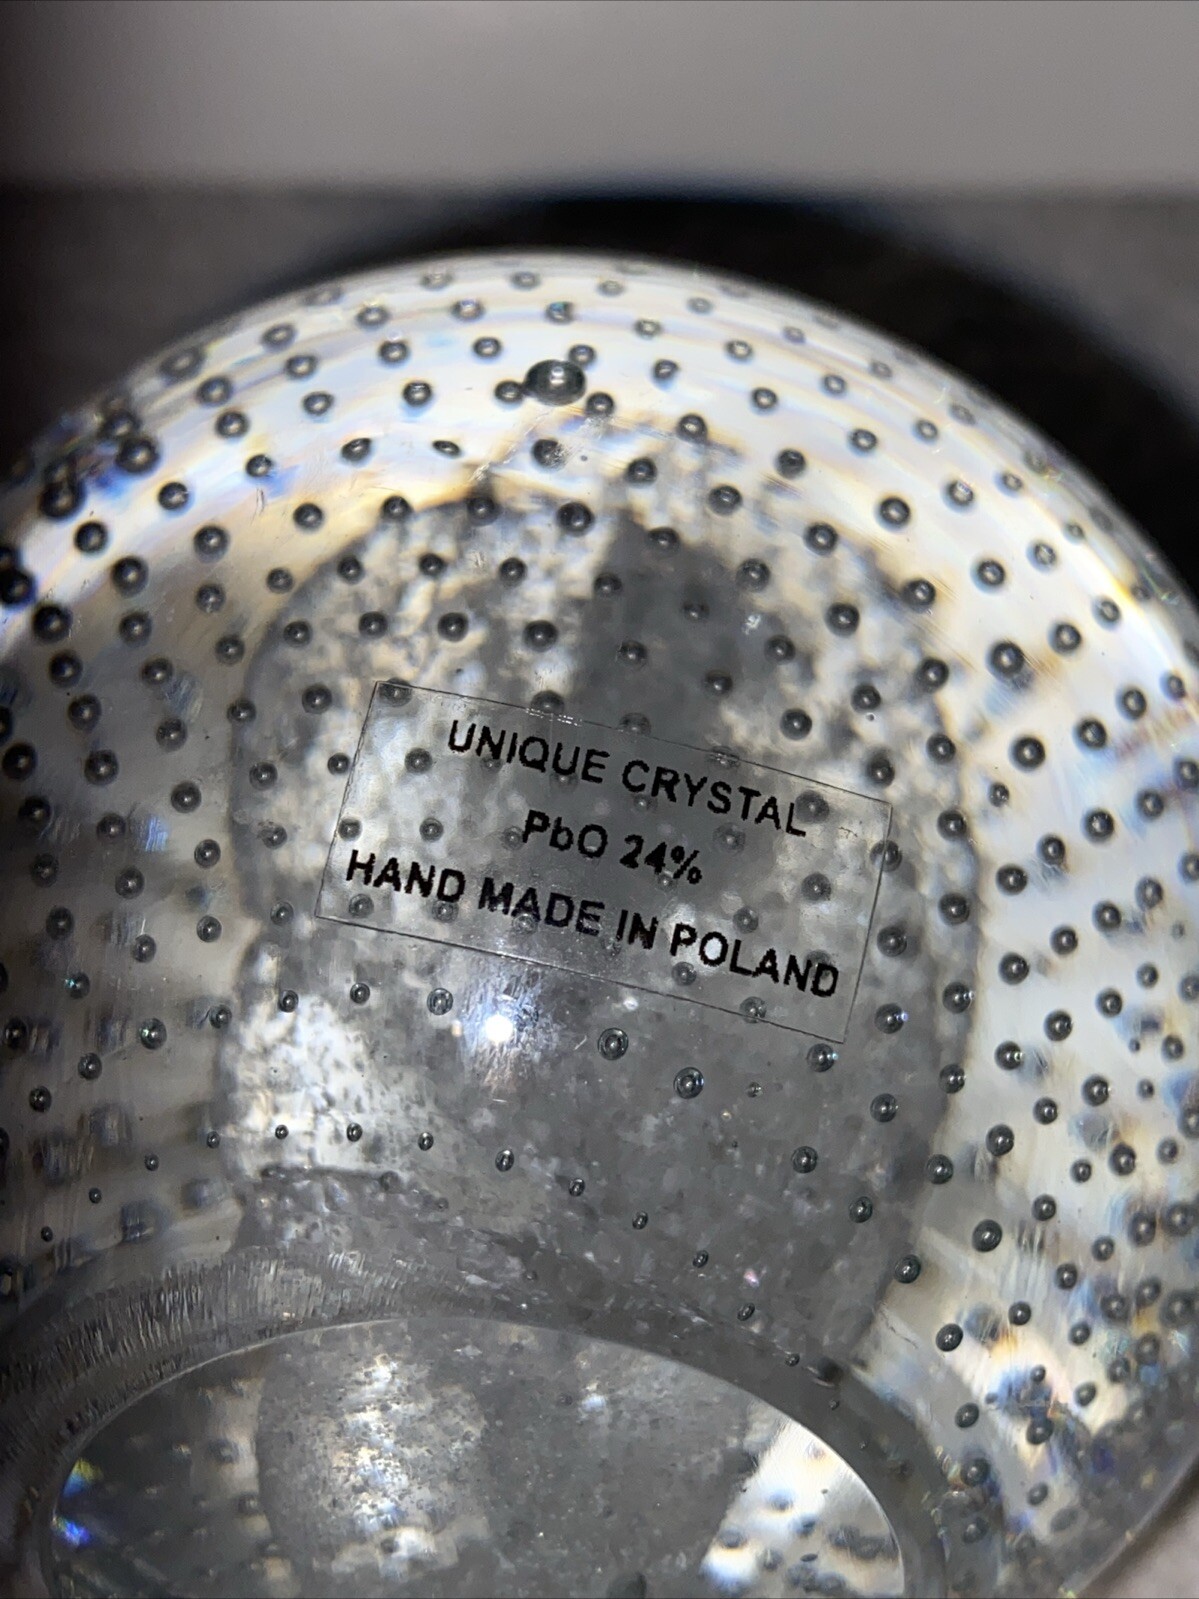 UNIQUE CRYSTAL
PbO 24%
HAND MADE IN POLAND